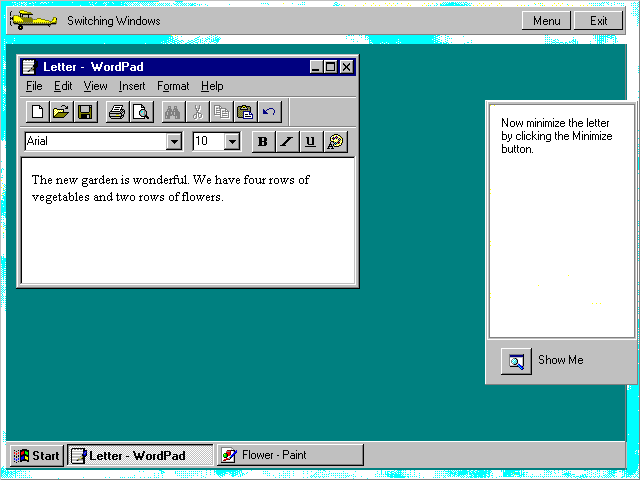 Switching Windows
Menu
Exit
Letter - WordPad
File Edit View Insert Format Help
Arial
10
B I U
The new garden is wonderful. We have four rows of
vegetables and two rows of flowers.
Now minimize the letter
by clicking the Minimize
button.
Show Me
Start
Letter - WordPad
Flower - Paint